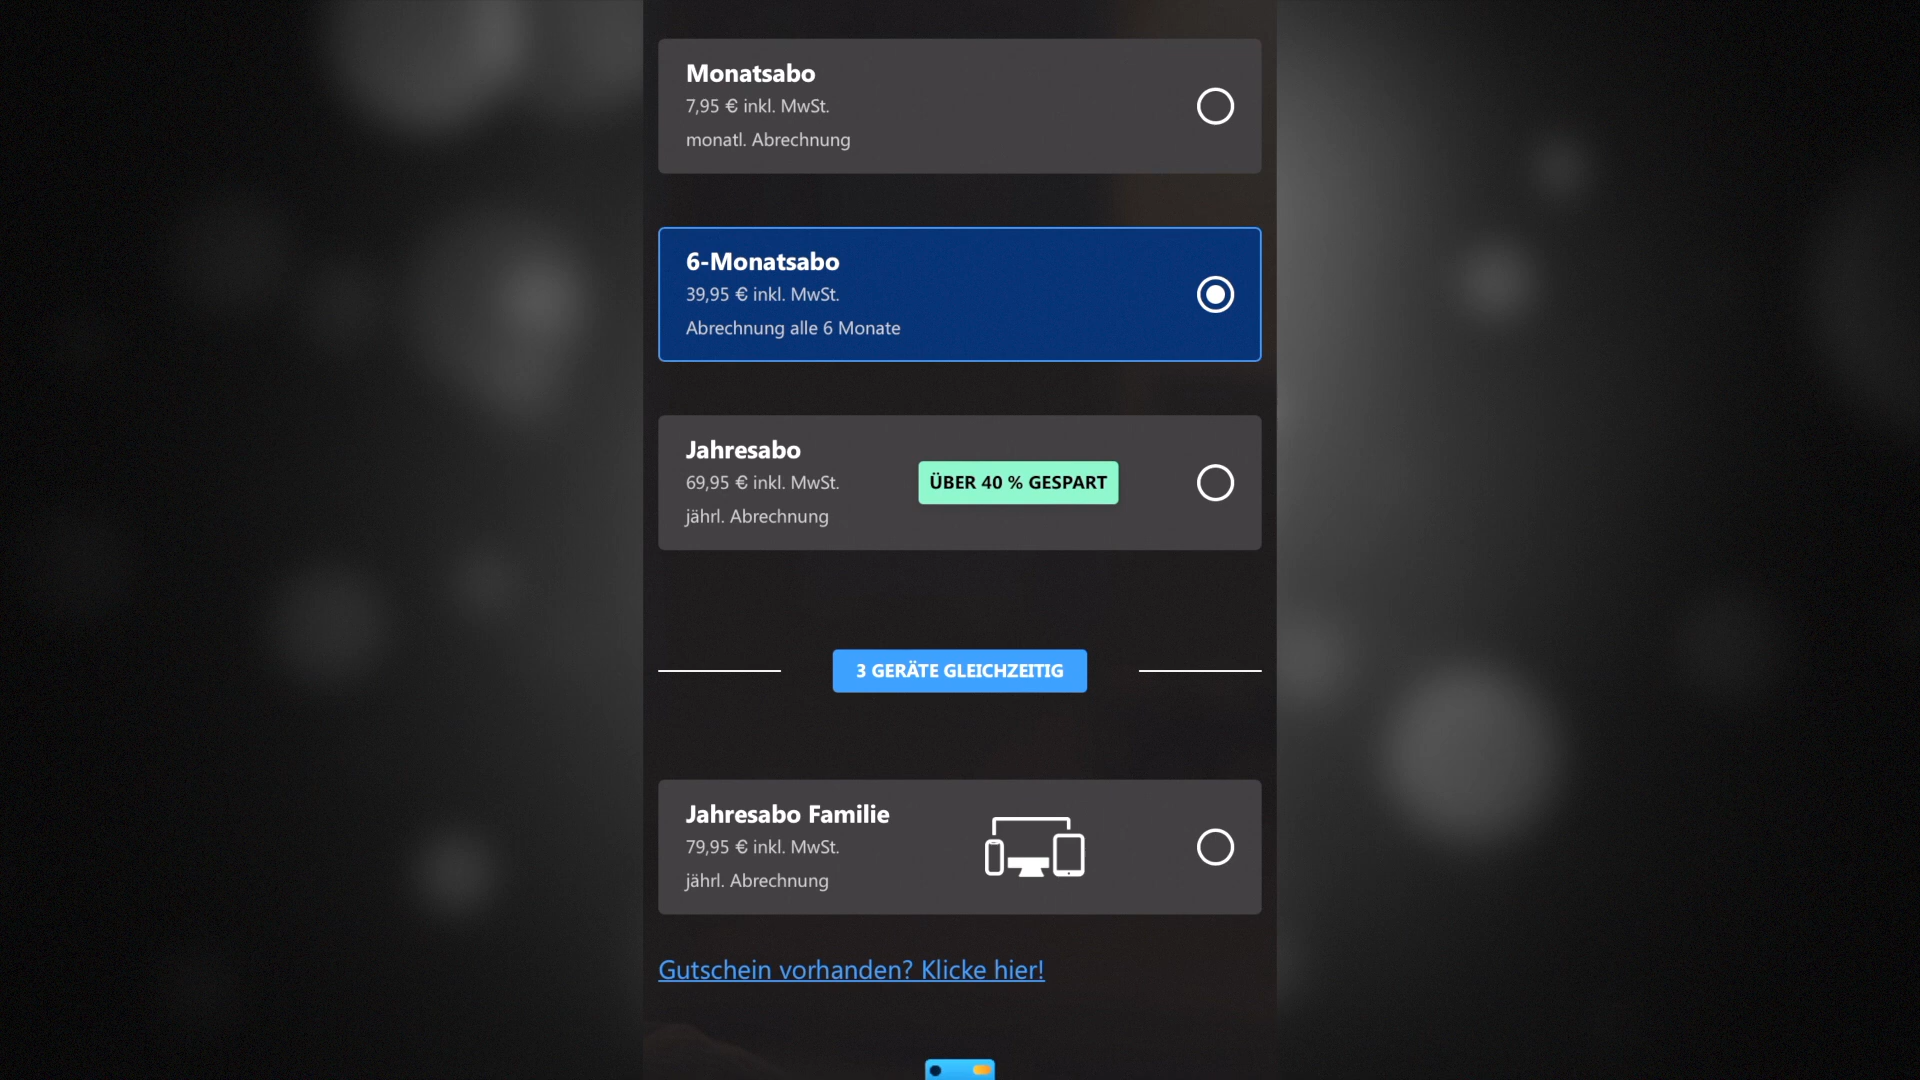 Monatsabo
7,95 € inkl. MwSt.
monatl. Abrechnung
6-Monatsabo
39,95 € inkl. MwSt.
Abrechnung alle 6 Monate
Jahresabo
69,95 € inkl. MwSt.
jährl. Abrechnung
ÜBER 40 % GESPART
3 GERÄTE GLEICHZEITIG
Jahresabo Familie
79,95 € inkl. MwSt.
jährl. Abrechnung
Gutschein vorhanden? Klicke hier!